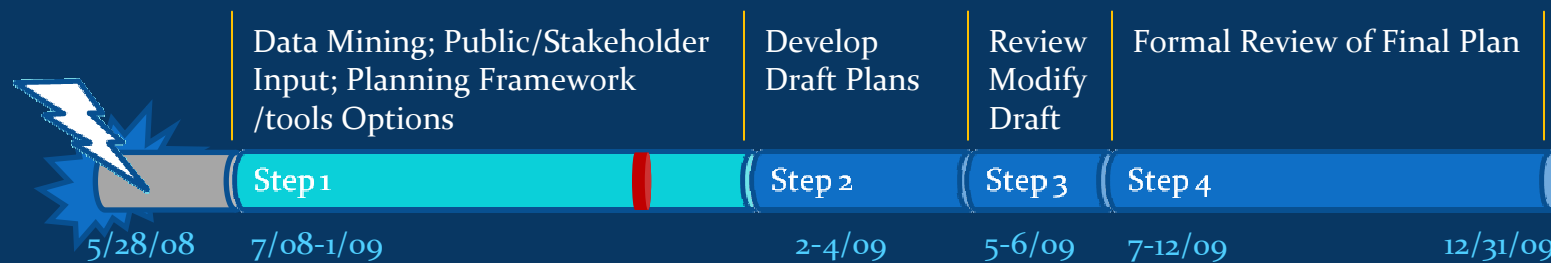 Data Mining; Public/Stakeholder
Input; Planning Framework
/tools Options
Develop
Draft Plans
Review
Modify
Draft
Formal Review of Final Plan
Step 1
Step 2
Step 3
Step 4
5/28/08
7/08-1/09
2-4/09
5-6/09
7-12/09
12/31/09